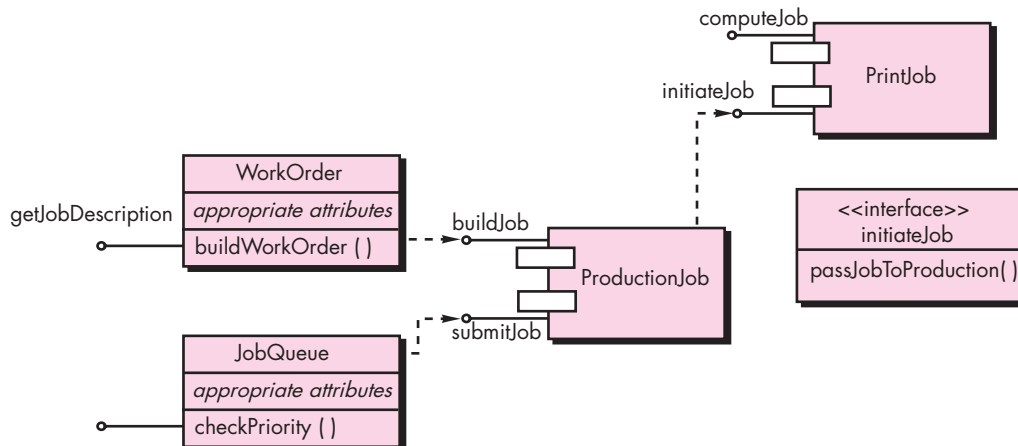 computeJob
PrintJob
initiateJob
WorkOrder
getJobDescription
appropriate attributes
buildWorkOrder ( )
buildJob
ProductionJob
submitJob
<<interface>>
initiateJob
passJobToProduction( )
JobQueue
appropriate attributes
checkPriority ( )